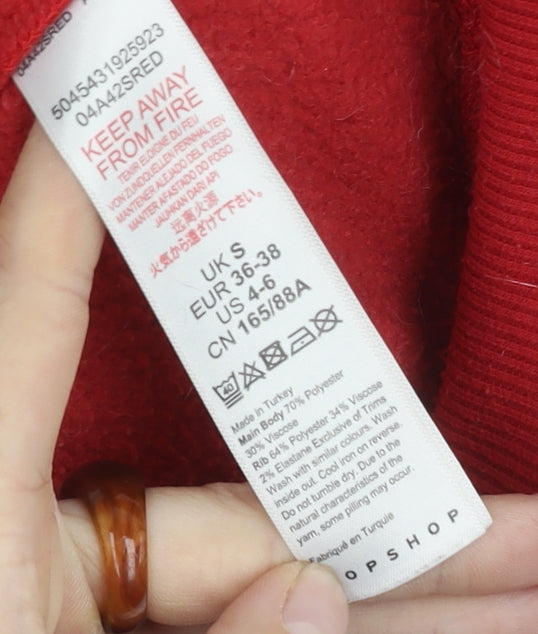 04A42SRED
5045431925923
04A42SRED
KEEP AWAY
FROM FIRE
TENIR ELOIGNE DU FEU
VON ZUNDQUELLEN FERNHALTEN
MANTENER ALEJADO DEL FUEGO
MANTER AFASTADO DO FOGO
JAUHKAN DARI API
远离火源
火気から遠ざけて下さい。
UK S
EUR 36-38
US 4-6
CN 165/88A
40
Made in Turkey
Main Body 70% Polyester
30% Viscose
Rib 64% Polyester 34% Viscose
2% Elastane Exclusive of Trims
Wash with similar colours. Wash
inside out. Cool iron on reverse.
Do not tumble dry. Due to the
natural characteristics of the
yarn, some pilling may occur.
Fabriqué en Turquie
OPSHOP